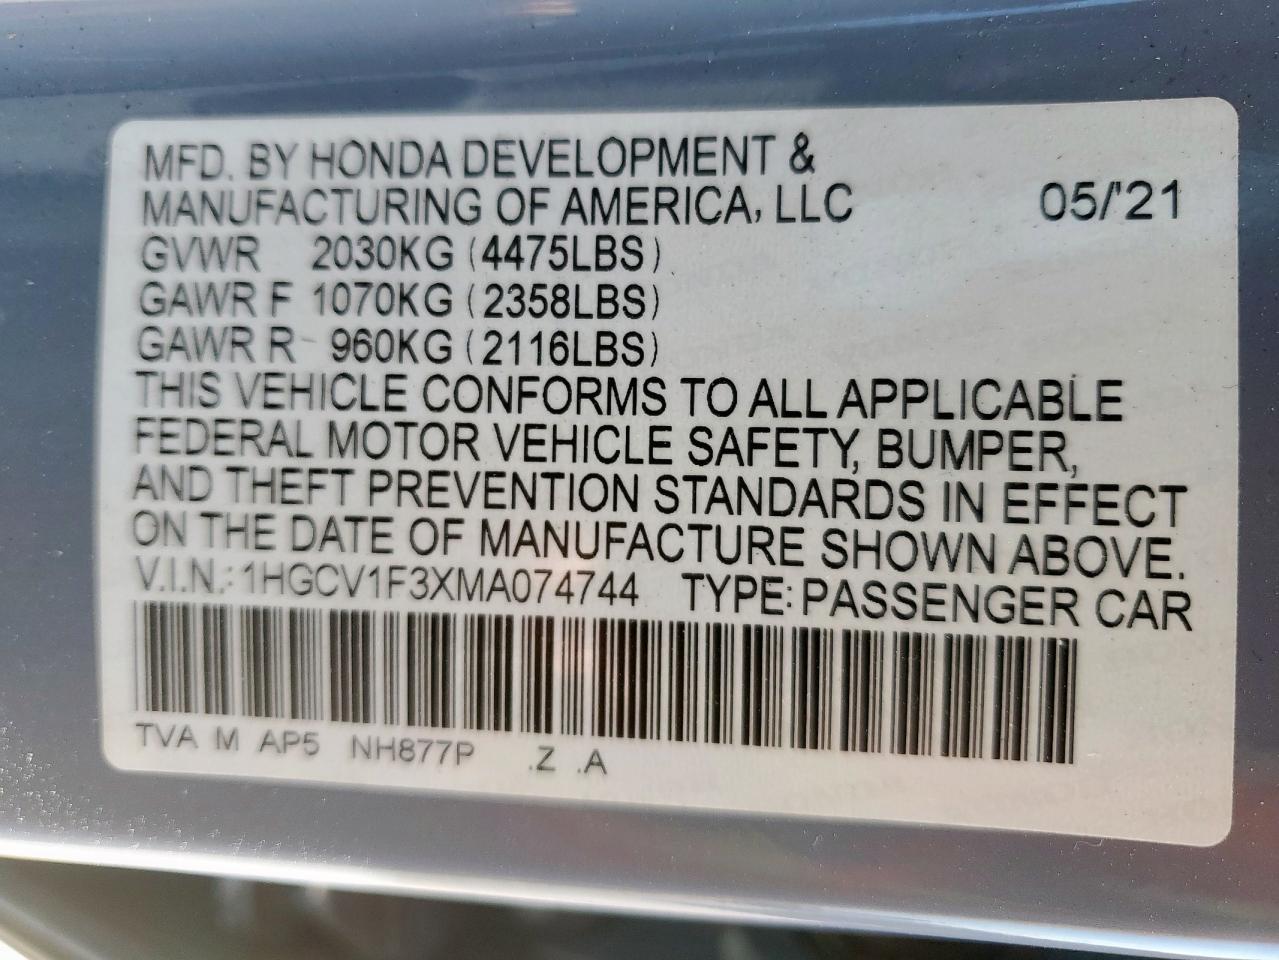 MFD. BY HONDA DEVELOPMENT &
MANUFACTURING OF AMERICA, LLC 05/'21
GVWR 2030KG (4475LBS)
GAWR F 1070KG (2358LBS)
GAWR R 960KG (2116LBS)
THIS VEHICLE CONFORMS TO ALL APPLICABLE
FEDERAL MOTOR VEHICLE SAFETY, BUMPER,
AND THEFT PREVENTION STANDARDS IN EFFECT
ON THE DATE OF MANUFACTURE SHOWN ABOVE.
V.I.N.: 1HGCV1F3XMA074744 TYPE: PASSENGER CAR
TVA M AP5 NH877P .Z .A